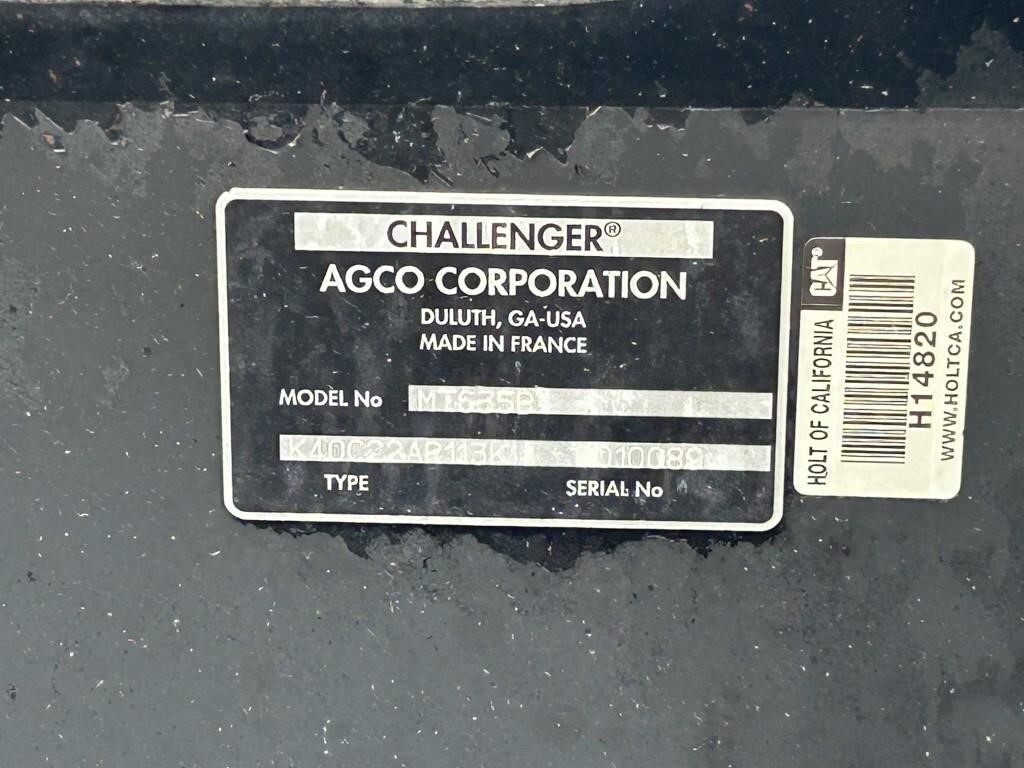 CHALLENGER®
AGCO CORPORATION
DULUTH, GA-USA
MADE IN FRANCE
MODEL No MT635B
010089
TYPE SERIAL No
CAT
HOLT OF CALIFORNIA
H14820
WWW.HOLTCA.COM